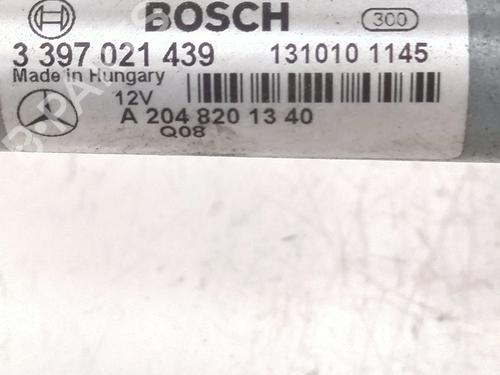 BOSCH 300
3 397 021 439 131010 1145
Made in Hungary
12V
A 204 820 13 40
Q08